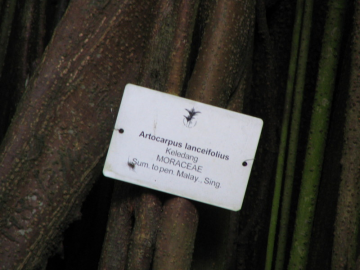 Artocarpus lanceifolius
Keledang
MORACEAE
Sum. to pen. Malay., Sing.